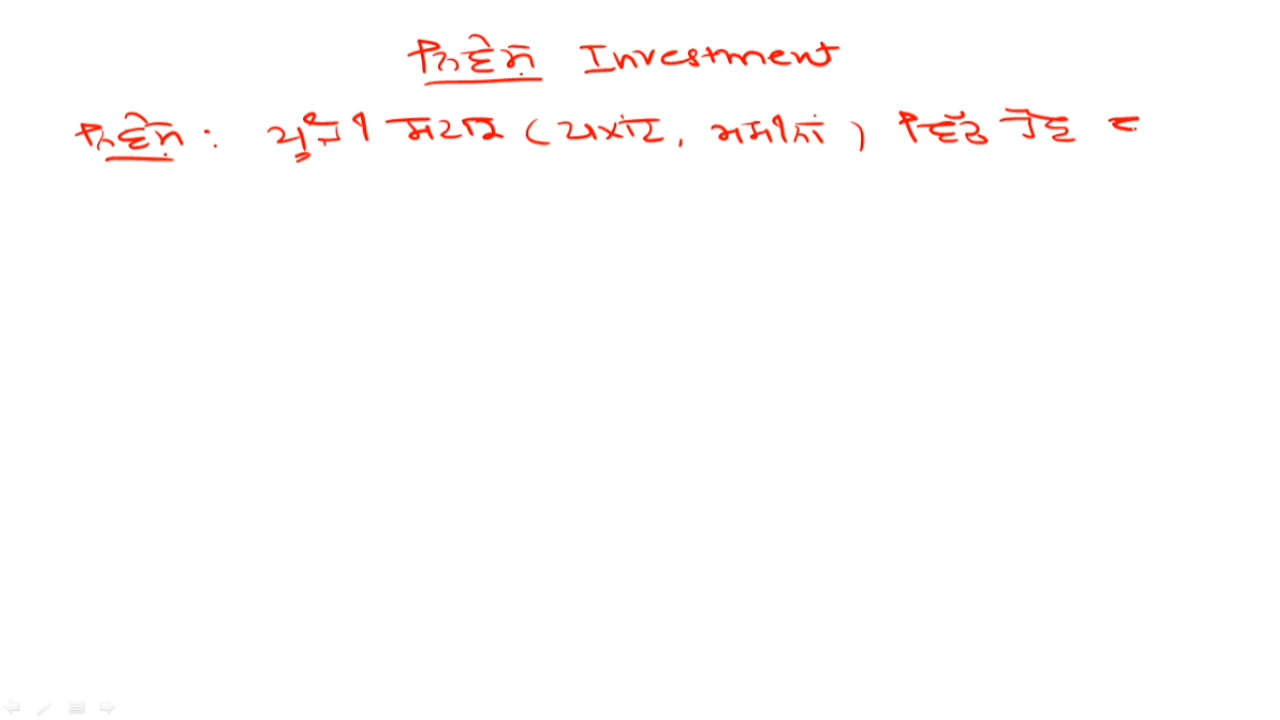 ਨਿਵੇਸ਼ Investment
ਨਿਵੇਸ਼ : ਪੂੰਜੀ ਸਟਾਕ (ਪਲਾਂਟ, ਮਸ਼ੀਨਾਂ) ਵਿੱਚ ਹੋਣ